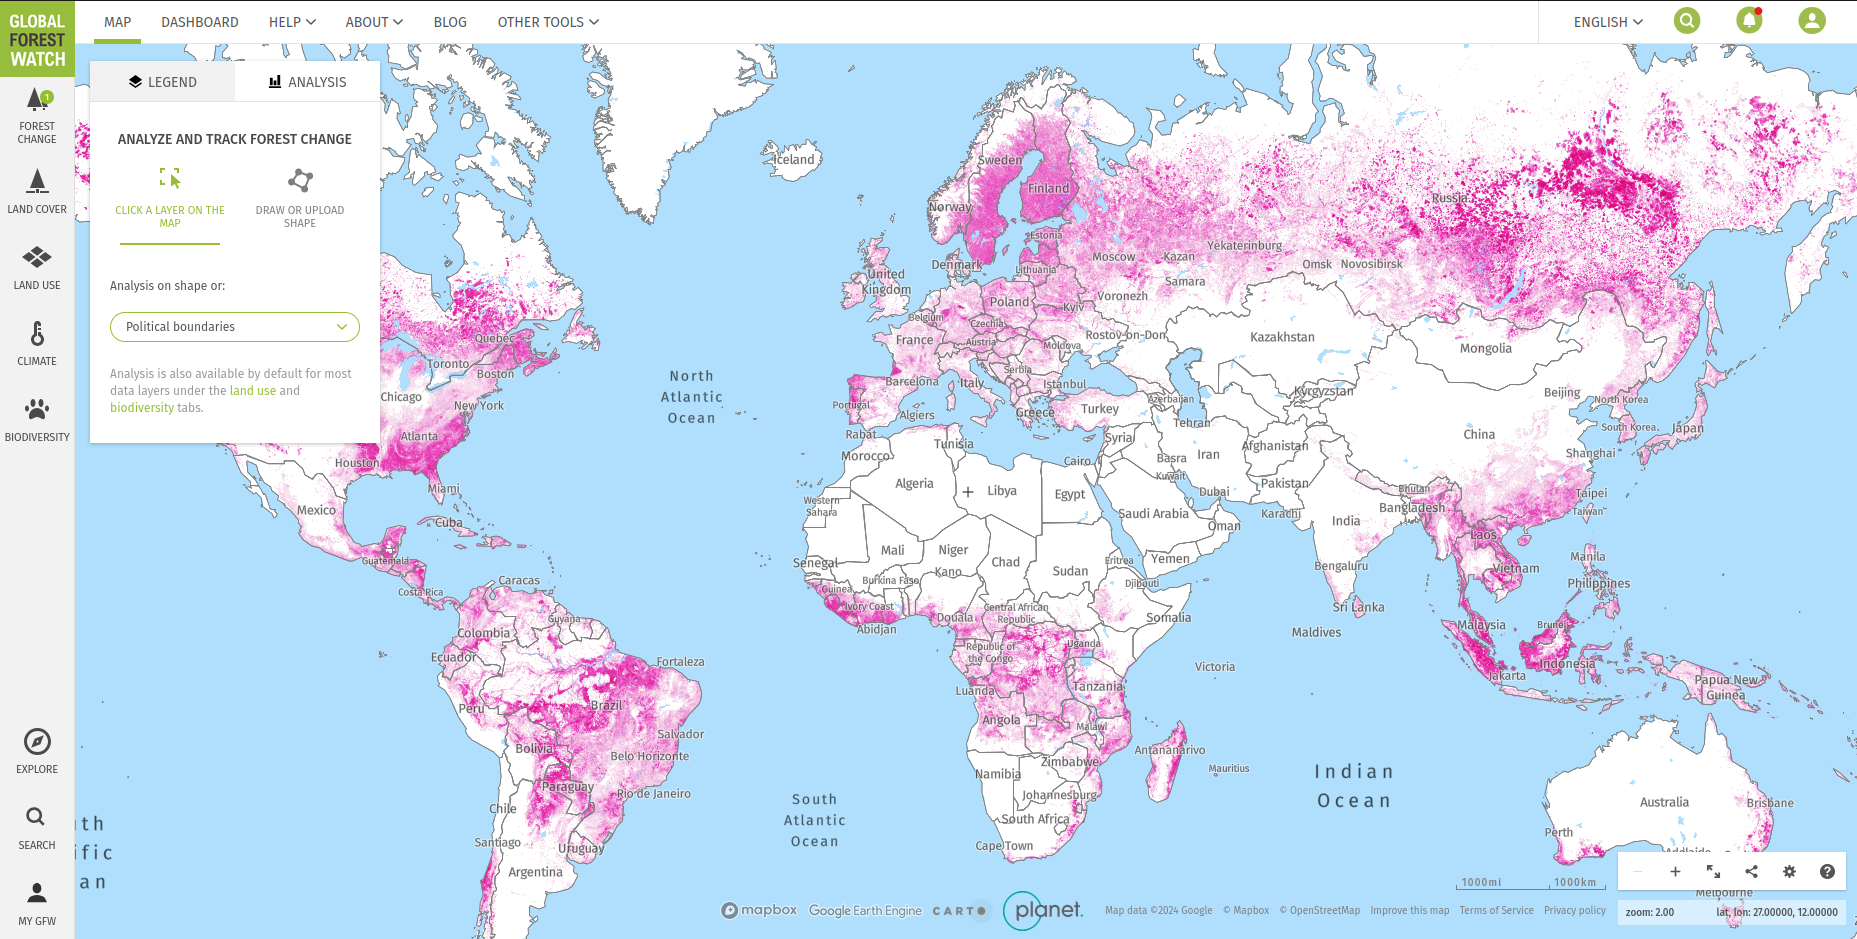 GLOBAL
FOREST
WATCH
MAP
DASHBOARD
HELP
ABOUT
BLOG
OTHER TOOLS
ENGLISH
1
FOREST
CHANGE
LAND COVER
LAND USE
CLIMATE
BIODIVERSITY
EXPLORE
SEARCH
MY GFW
LEGEND
ANALYSIS
ANALYZE AND TRACK FOREST CHANGE
CLICK A LAYER ON THE
MAP
DRAW OR UPLOAD
SHAPE
Analysis on shape or:
Political boundaries
Analysis is also available by default for most
data layers under the land use and
biodiversity tabs.
Iceland
Sweden
Finland
Norway
Russia
Estonia
Yekaterinburg
Moscow
Kazan
Denmark
Lithuania
Omsk
Novosibirsk
United
Kingdom
Samara
Poland
Voronezh
Kyiv
Belgium
Czechia
Rostov-on-Don
Quebec
France
Austria
Moldova
Kazakhstan
Mongolia
Toronto
Boston
Serbia
Barcelona
Italy
Istanbul
Chicago
New York
Portugal
Algiers
Greece
Turkey
Azerbaijan
Kyrgyzstan
Beijing
North Korea
North
Atlantic
Ocean
Tehran
South Korea
Japan
Atlanta
Rabat
Tunisia
Syria
Afghanistan
China
Houston
Morocco
Cairo
Basra
Iran
Shanghai
Miami
Algeria
Libya
Egypt
Kuwait
Dubai
Pakistan
Bhutan
Taipei
Mexico
Western
Sahara
Saudi Arabia
Oman
Karachi
India
Bangladesh
Taiwan
Cuba
Laos
Guatemala
Senegal
Mali
Niger
Chad
Sudan
Eritrea
Yemen
Bengaluru
Vietnam
Manila
Philippines
Caracas
Costa Rica
Burkina Faso
Kano
Djibouti
Guinea
Ivory Coast
Central African
Republic
Sri Lanka
Guyana
Abidjan
Douala
Somalia
Maldives
Malaysia
Brunei
Colombia
Ecuador
Republic of
the Congo
Uganda
Victoria
Indonesia
Jakarta
Fortaleza
Luanda
Tanzania
Papua New
Guinea
Peru
Brazil
Angola
Malawi
Salvador
Bolivia
Belo Horizonte
Zimbabwe
Antananarivo
Mauritius
Indian
Ocean
Paraguay
Rio de Janeiro
Namibia
Johannesburg
Chile
South
Atlantic
Ocean
South Africa
Australia
Brisbane
Perth
Santiago
Uruguay
Cape Town
Adelaide
Argentina
th
ific
an
Melbourne
1000mi
1000km
mapbox
Google Earth Engine
CARTO
planet.
Map data ©2024 Google
© Mapbox
© OpenStreetMap
Improve this map
Terms of Service
Privacy policy
zoom: 2.00
lat, lon: 27.00000, 12.00000